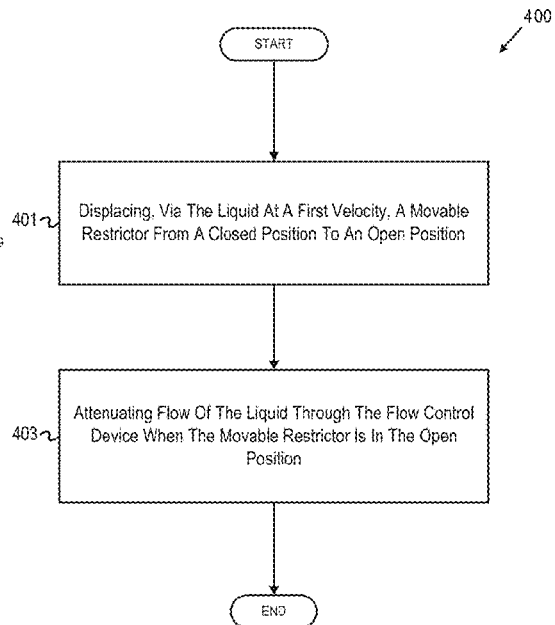 400
START
401
Displacing, Via The Liquid At A First Velocity, A Movable
Restrictor From A Closed Position To An Open Position
403
Attenuating Flow Of The Liquid Through The Flow Control
Device When The Movable Restrictor Is In The Open
Position
END